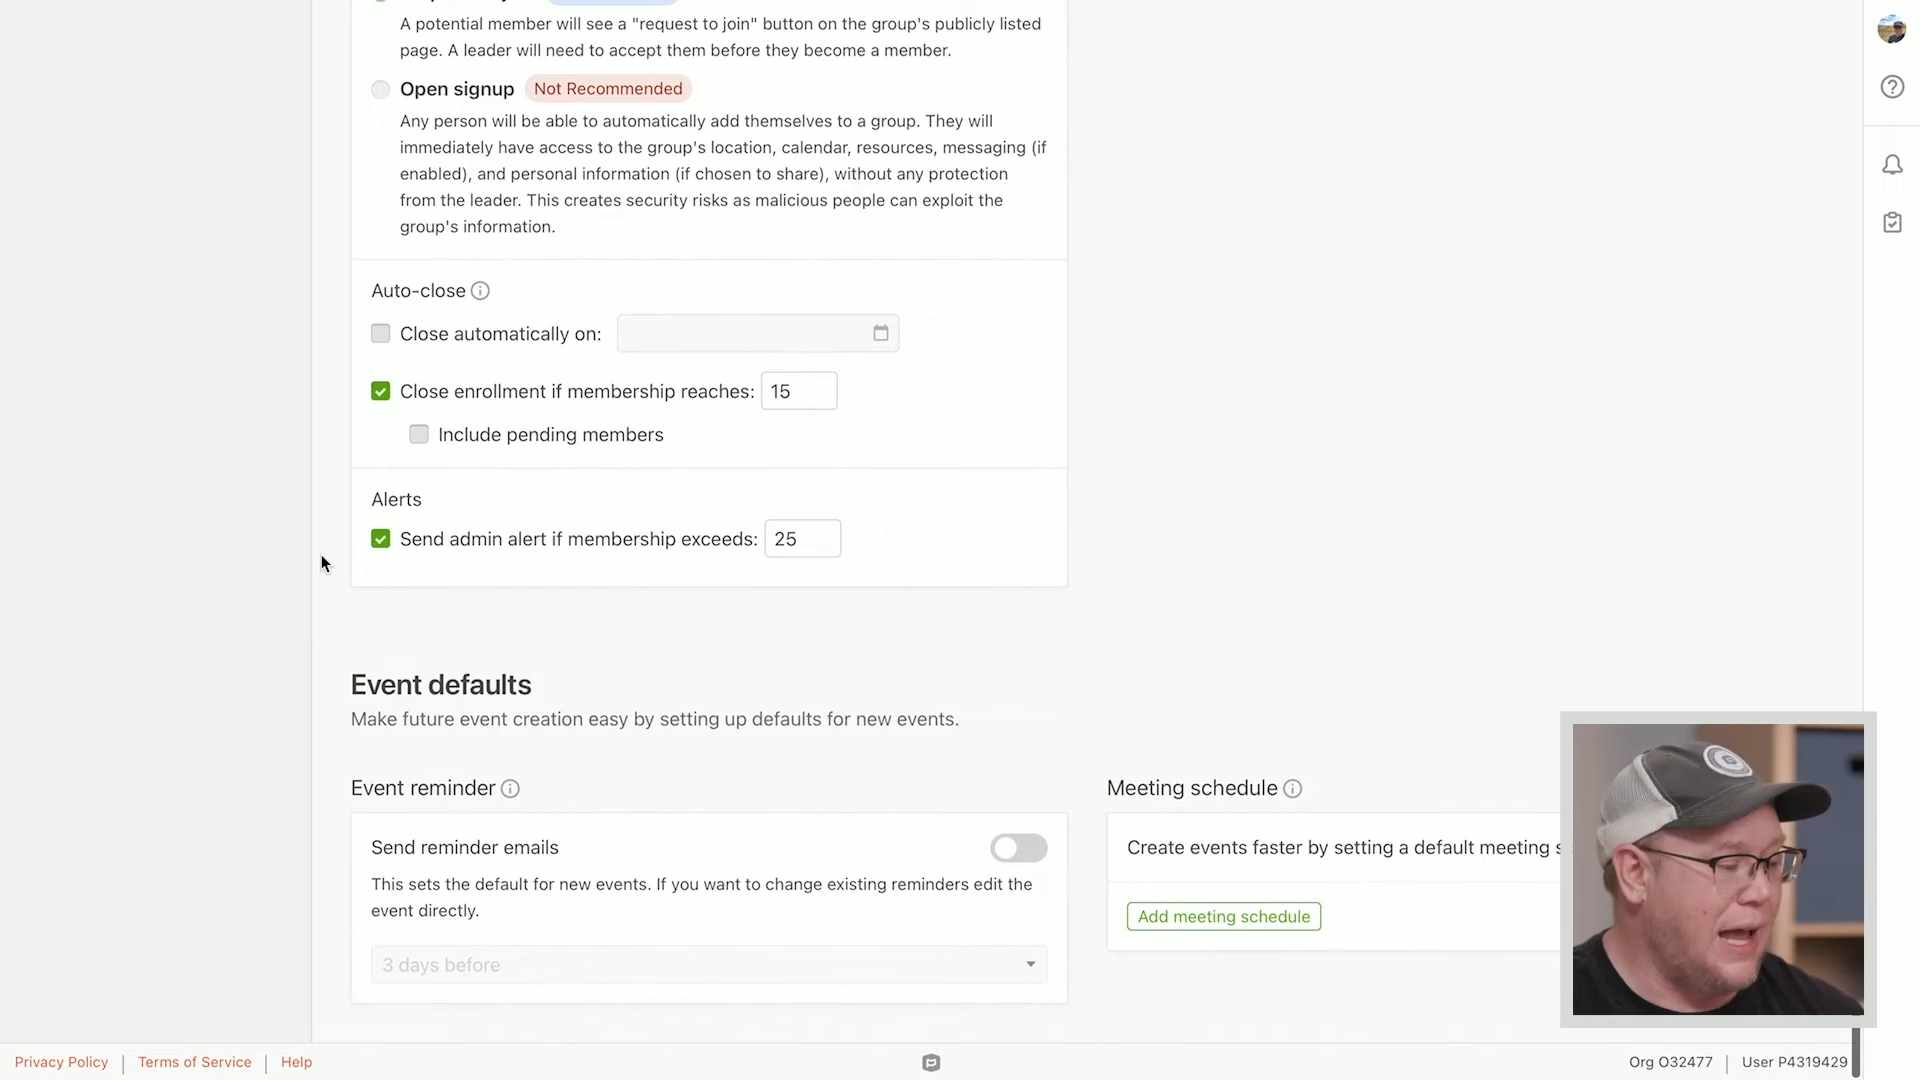 A potential member will see a "request to join" button on the group's publicly listed
page. A leader will need to accept them before they become a member.
Open signup Not Recommended
Any person will be able to automatically add themselves to a group. They will
immediately have access to the group's location, calendar, resources, messaging (if
enabled), and personal information (if chosen to share), without any protection
from the leader. This creates security risks as malicious people can exploit the
group's information.
Auto-close
Close automatically on:
Close enrollment if membership reaches: 15
Include pending members
Alerts
Send admin alert if membership exceeds: 25
Event defaults
Make future event creation easy by setting up defaults for new events.
Event reminder
Send reminder emails
This sets the default for new events. If you want to change existing reminders edit the
event directly.
3 days before
Meeting schedule
Create events faster by setting a default meeting s
Add meeting schedule
Privacy Policy | Terms of Service | Help
Org O32477 | User P4319429